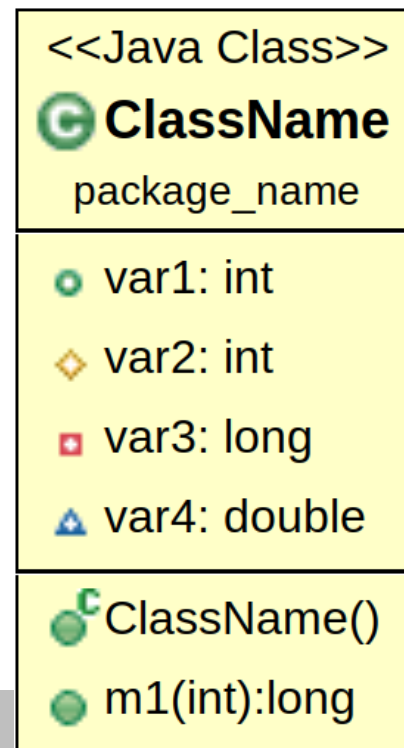 <<Java Class>>
C ClassName
package_name
var1: int
var2: int
var3: long
var4: double
C ClassName()
m1(int):long